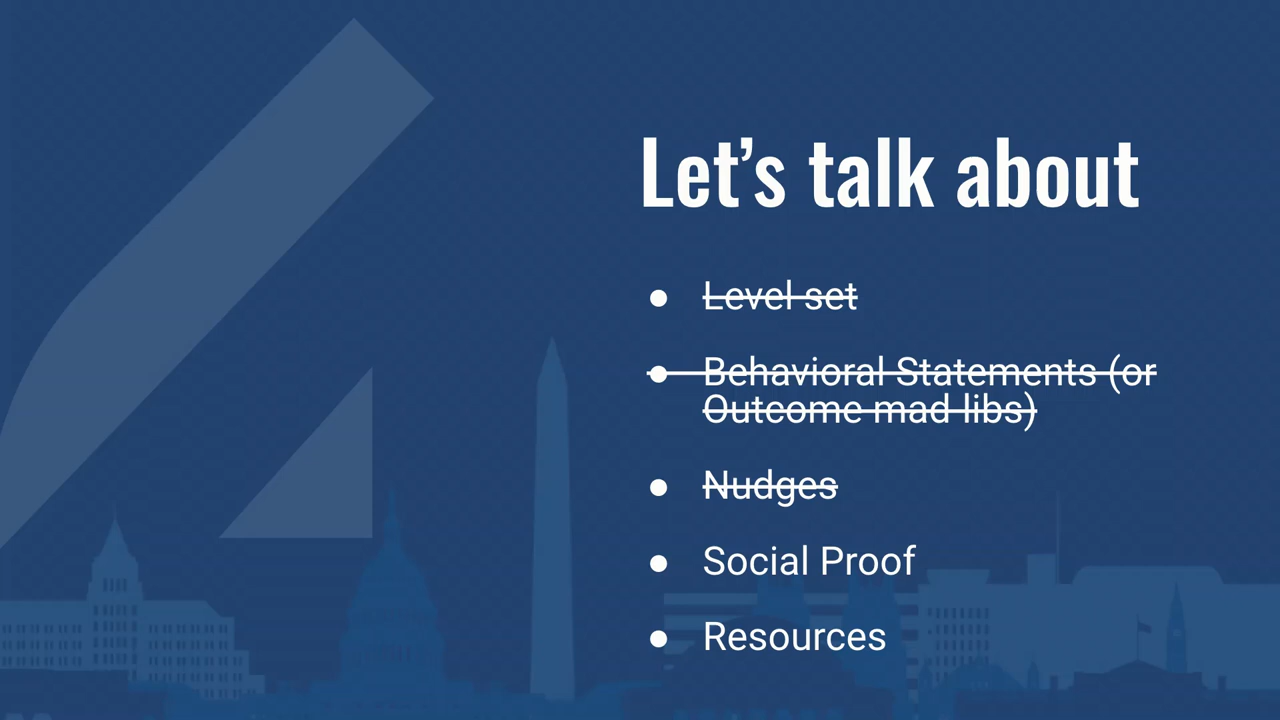 Let’s talk about
● Level set
● Behavioral Statements (or
Outcome mad libs)
● Nudges
● Social Proof
● Resources